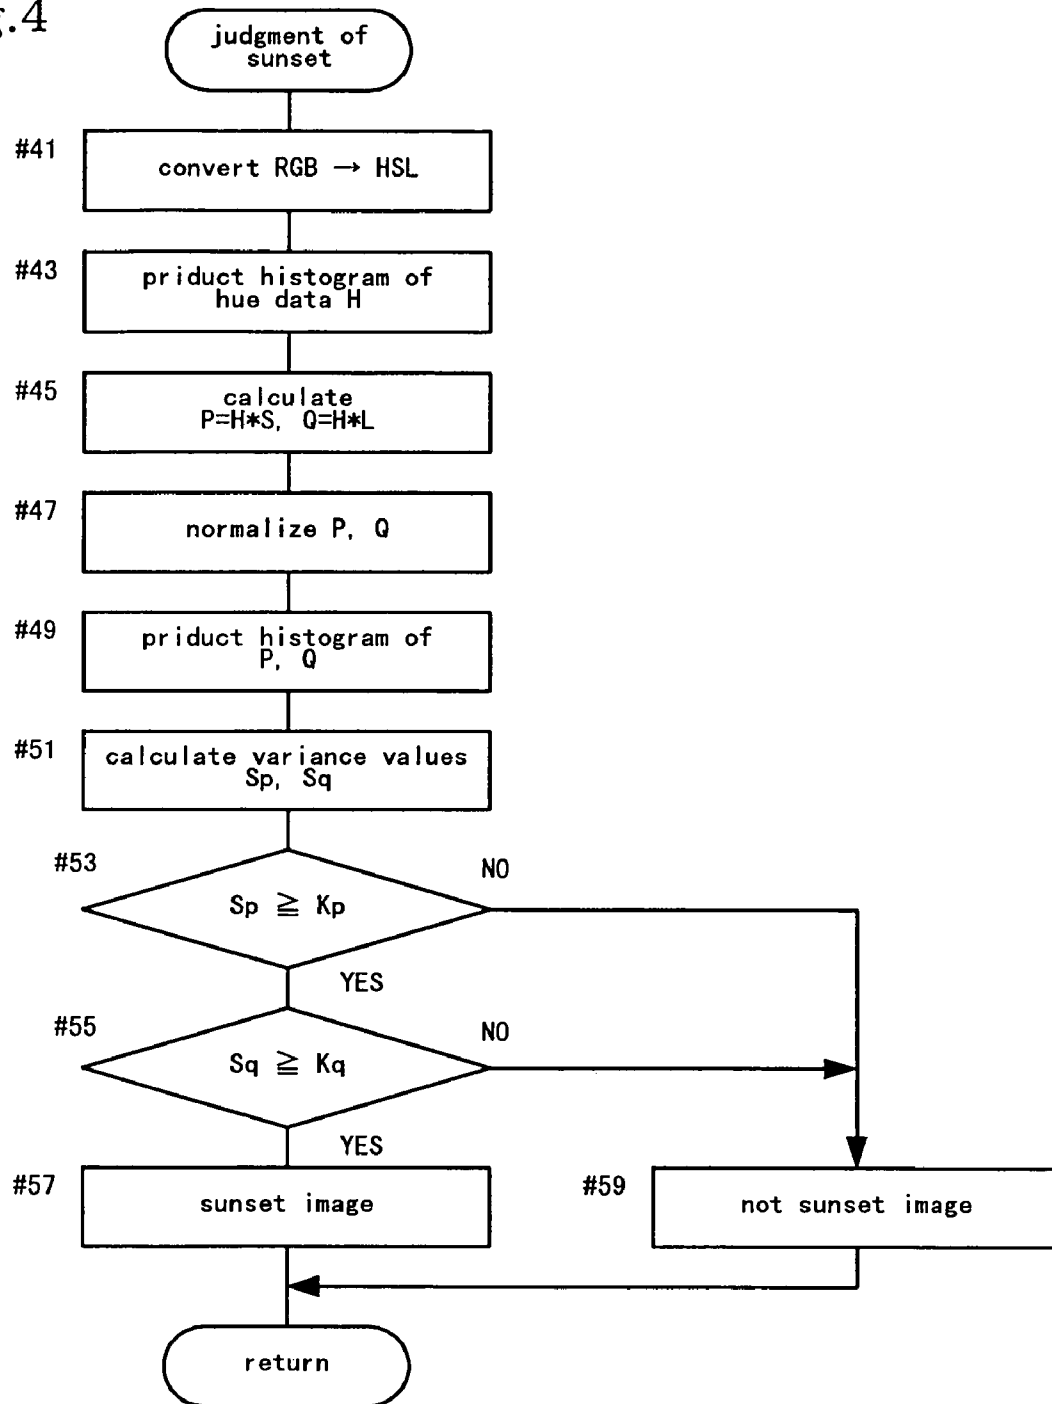 g.4
judgment of
sunset
#41
convert RGB → HSL
#43
priduct histogram of
hue data H
#45
calculate
P=H*S, Q=H*L
#47
normalize P, Q
#49
priduct histogram of
P, Q
#51
calculate variance values
Sp, Sq
#53
Sp ≧ Kp
NO
YES
#55
Sq ≧ Kq
NO
YES
#57
sunset image
#59
not sunset image
return